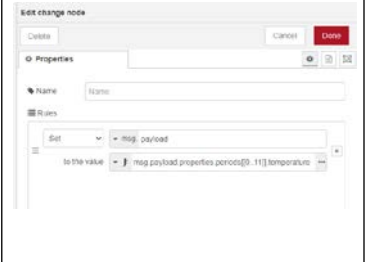 Edit change node
Delete
Cancel
Done
Properties
Name
Name
Rules
Set
msg. payload
to the value
msg.payload.properties.periods[[0..11]].temperature